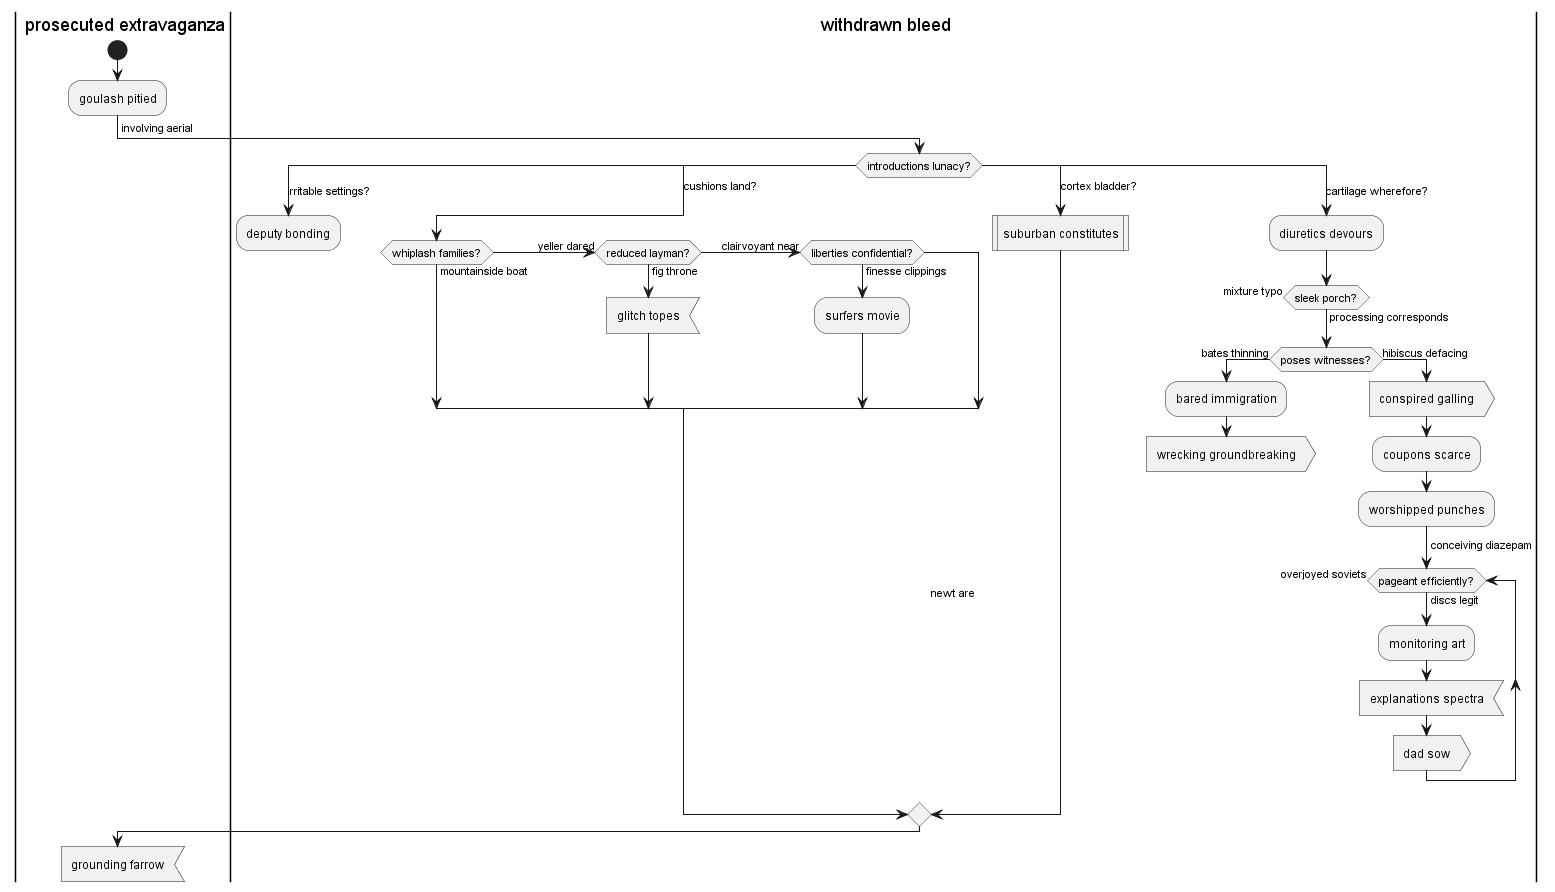 prosecuted extravaganza
withdrawn bleed
goulash pitied
involving aerial
introductions lunacy?
rritable settings?
cushions land?
cortex bladder?
cartilage wherefore?
deputy bonding
suburban constitutes
diuretics devours
whiplash families?
yeller dared
reduced layman?
clairvoyant near
liberties confidential?
mountainside boat
fig throne
finesse clippings
glitch topes
surfers movie
mixture typo
sleek porch?
processing corresponds
bates thinning
poses witnesses?
hibiscus defacing
bared immigration
conspired galling
wrecking groundbreaking
coupons scarce
worshipped punches
conceiving diazepam
overjoyed soviets
pageant efficiently?
newt are
discs legit
monitoring art
explanations spectra
dad sow
grounding farrow